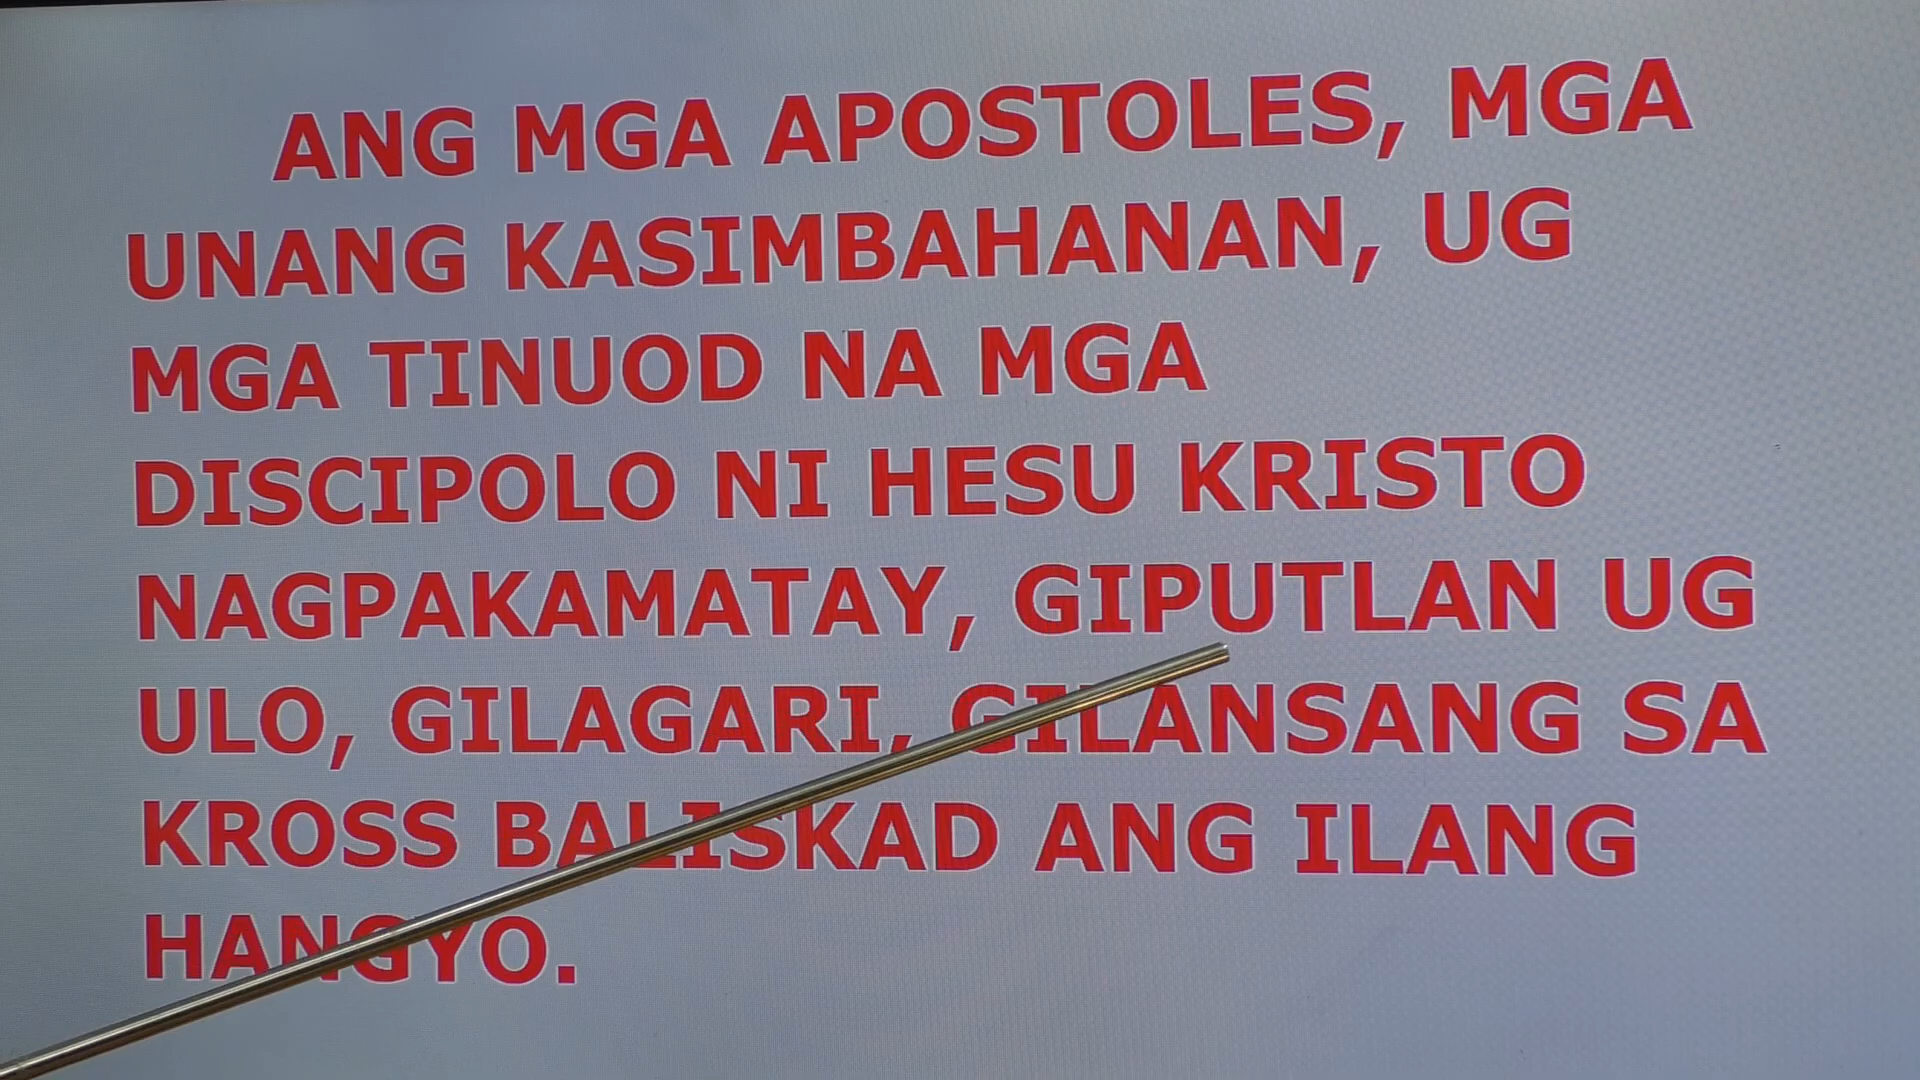 ANG MGA APOSTOLES, MGA
UNANG KASIMBAHANAN, UG
MGA TINUOD NA MGA
DISCIPOLO NI HESU KRISTO
NAGPAKAMATAY, GIPUTLAN UG
ULO, GILAGARI, GILANSANG SA
KROSS BALISKAD ANG ILANG
HANGYO.